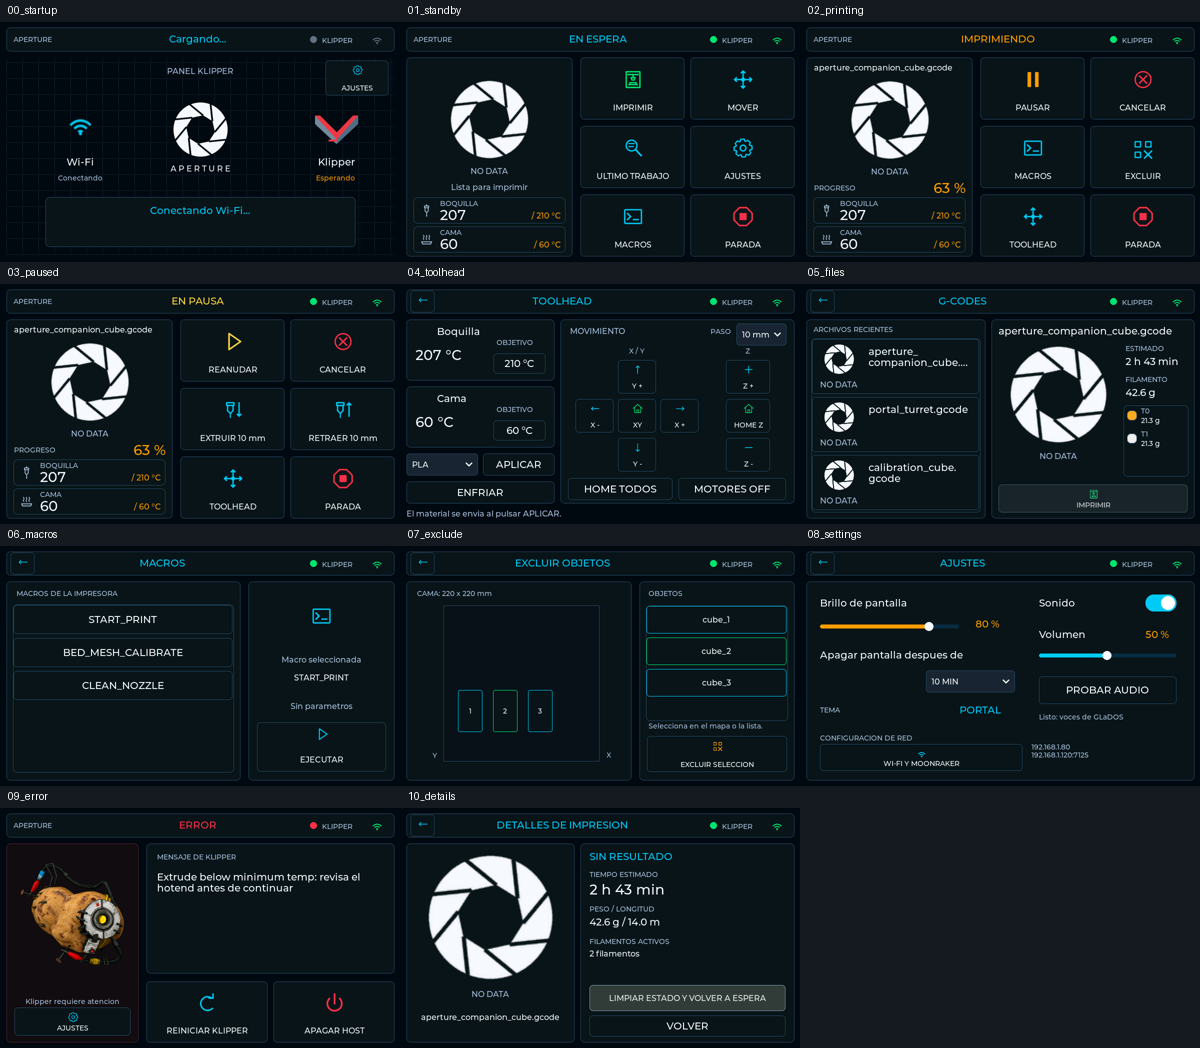 00_startup
APERTURE
Cargando...
KLIPPER
PANEL KLIPPER
AJUSTES
Wi-Fi
Conectando
APERTURE
Klipper
Esperando
Conectando Wi-Fi...
01_standby
APERTURE
EN ESPERA
KLIPPER
NO DATA
Lista para imprimir
BOQUILLA
207
/ 210 °C
CAMA
60
/ 60 °C
IMPRIMIR
MOVER
ULTIMO TRABAJO
AJUSTES
MACROS
PARADA
02_printing
APERTURE
IMPRIMIENDO
KLIPPER
aperture_companion_cube.gcode
NO DATA
PROGRESO
63 %
BOQUILLA
207
/ 210 °C
CAMA
60
/ 60 °C
PAUSAR
CANCELAR
MACROS
EXCLUIR
TOOLHEAD
PARADA
03_paused
APERTURE
EN PAUSA
KLIPPER
aperture_companion_cube.gcode
NO DATA
PROGRESO
63 %
BOQUILLA
207
/ 210 °C
CAMA
60
/ 60 °C
REANUDAR
CANCELAR
EXTRUIR 10 mm
RETRAER 10 mm
TOOLHEAD
PARADA
04_toolhead
TOOLHEAD
KLIPPER
Boquilla
207 °C
OBJETIVO
210 °C
Cama
60 °C
OBJETIVO
60 °C
PLA
APLICAR
ENFRIAR
El material se envia al pulsar APLICAR.
MOVIMIENTO
PASO
10 mm
X / Y
Z
Y +
Z +
X -
XY
X +
HOME Z
Y -
Z -
HOME TODOS
MOTORES OFF
05_files
G-CODES
KLIPPER
ARCHIVOS RECIENTES
aperture_
companion_cube....
NO DATA
portal_turret.gcode
NO DATA
calibration_cube.
gcode
NO DATA
aperture_companion_cube.gcode
NO DATA
ESTIMADO
2 h 43 min
FILAMENTO
42.6 g
T0
21.3 g
T1
21.3 g
IMPRIMIR
06_macros
MACROS
KLIPPER
MACROS DE LA IMPRESORA
START_PRINT
BED_MESH_CALIBRATE
CLEAN_NOZZLE
Macro seleccionada
START_PRINT
Sin parametros
EJECUTAR
07_exclude
EXCLUIR OBJETOS
KLIPPER
CAMA: 220 x 220 mm
1
2
3
Y
X
OBJETOS
cube_1
cube_2
cube_3
Selecciona en el mapa o la lista.
EXCLUIR SELECCION
08_settings
AJUSTES
KLIPPER
Brillo de pantalla
80 %
Apagar pantalla despues de
10 MIN
TEMA
PORTAL
CONFIGURACION DE RED
WI-FI Y MOONRAKER
Sonido
Volumen
50 %
PROBAR AUDIO
Listo: voces de GLaDOS
192.168.1.80
192.168.1.120:7125
09_error
APERTURE
ERROR
KLIPPER
Klipper requiere atencion
AJUSTES
MENSAJE DE KLIPPER
Extrude below minimum temp: revisa el
hotend antes de continuar
REINICIAR KLIPPER
APAGAR HOST
10_details
DETALLES DE IMPRESION
KLIPPER
NO DATA
aperture_companion_cube.gcode
SIN RESULTADO
TIEMPO ESTIMADO
2 h 43 min
PESO / LONGITUD
42.6 g / 14.0 m
FILAMENTOS ACTIVOS
2 filamentos
LIMPIAR ESTADO Y VOLVER A ESPERA
VOLVER